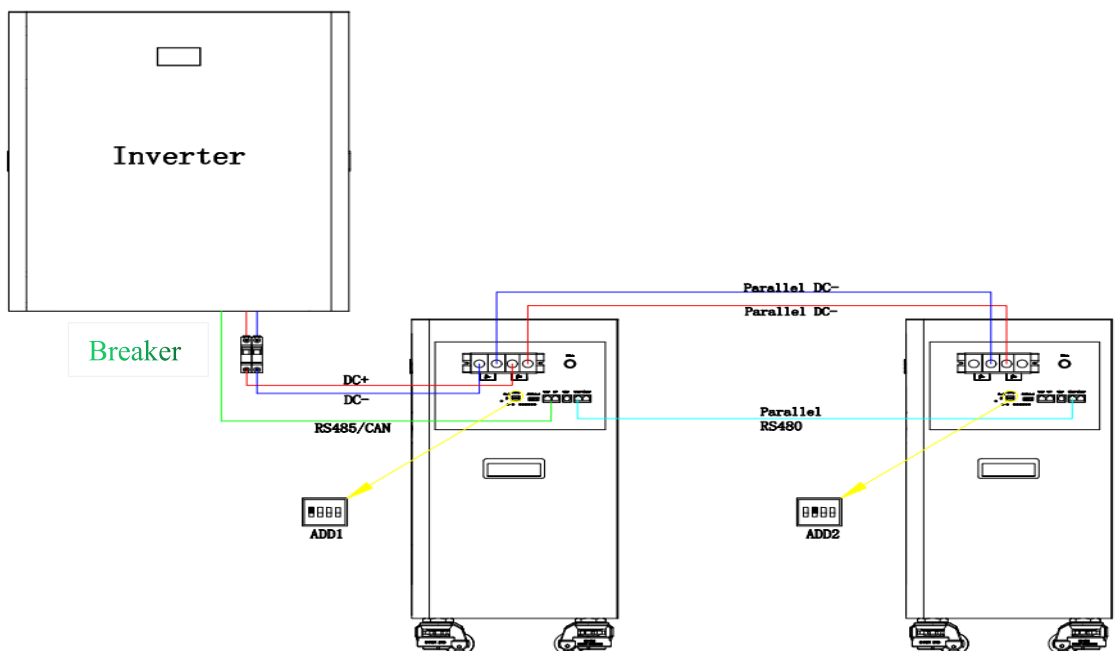 Inverter
Parallel DC-
Parallel DC-
Breaker
DC+
DC-
RS485/CAN
Parallel
RS480
ADD1
ADD2